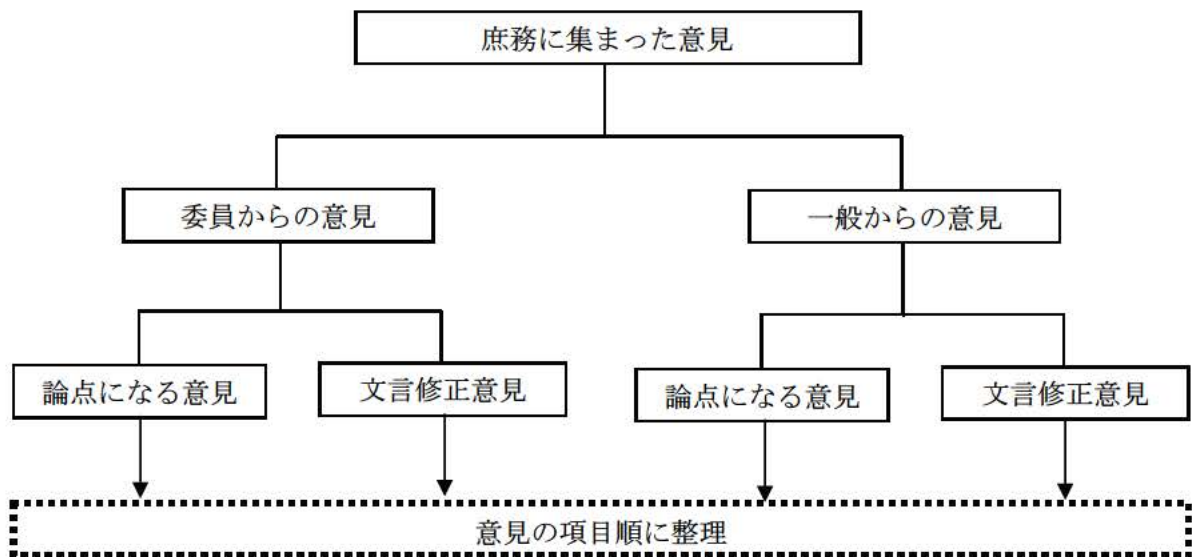 庶務に集まった意見
委員からの意見
一般からの意見
論点になる意見
文言修正意見
論点になる意見
文言修正意見
意見の項目順に整理